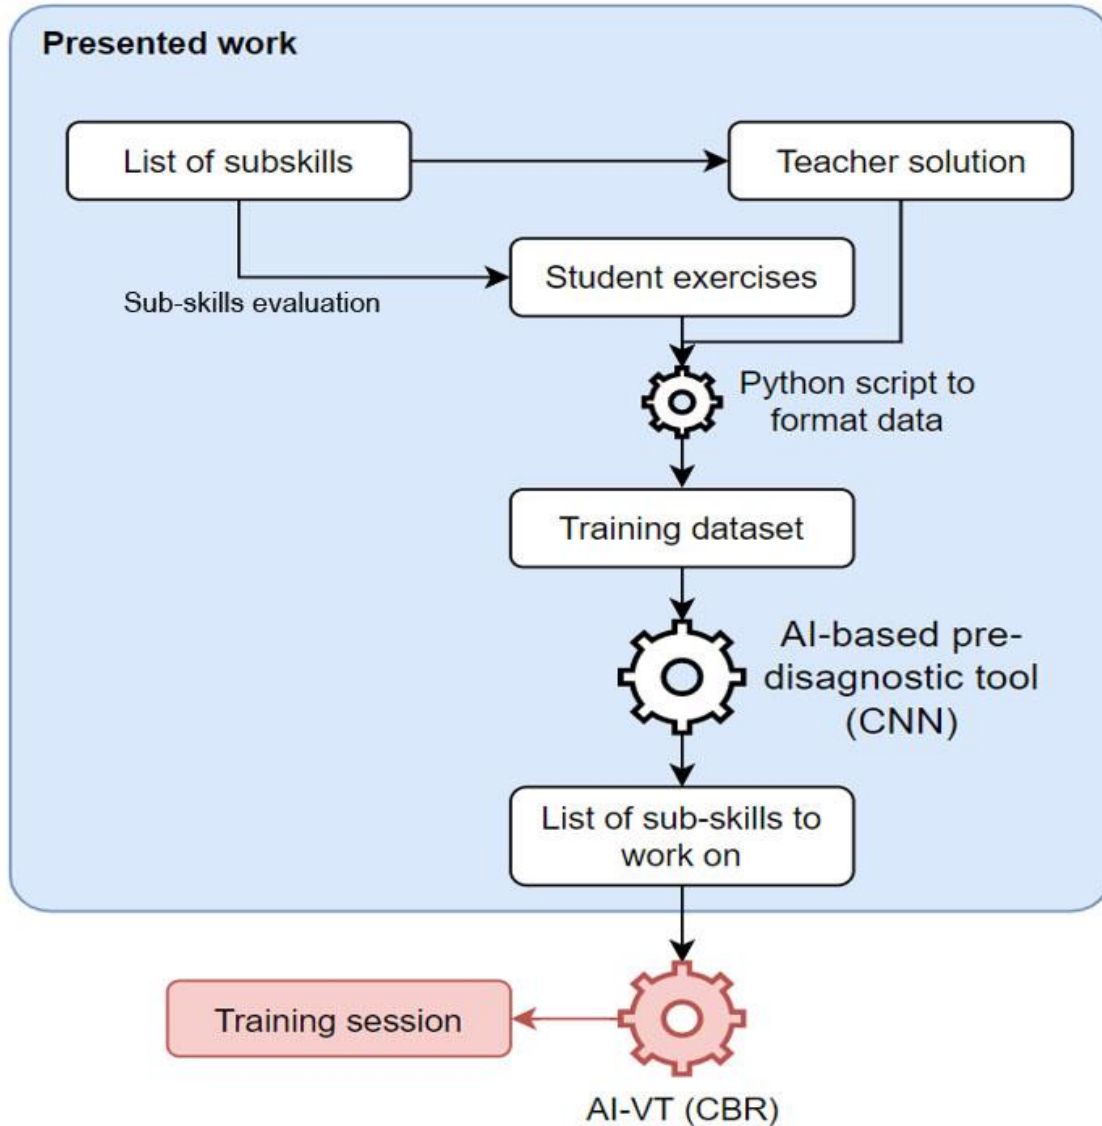 Presented work
List of subskills
Teacher solution
Student exercises
Sub-skills evaluation
Python script to
format data
Training dataset
AI-based pre-
disagnostic tool
(CNN)
List of sub-skills to
work on
Training session
AI-VT (CBR)